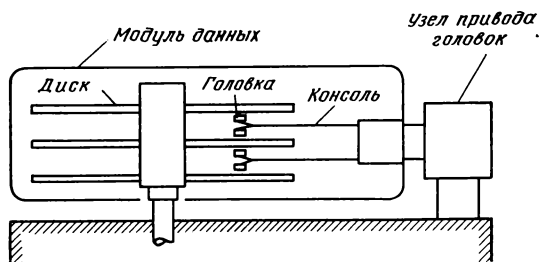 Модуль данных
Узел привода
головок
Диск
Головка
Консоль